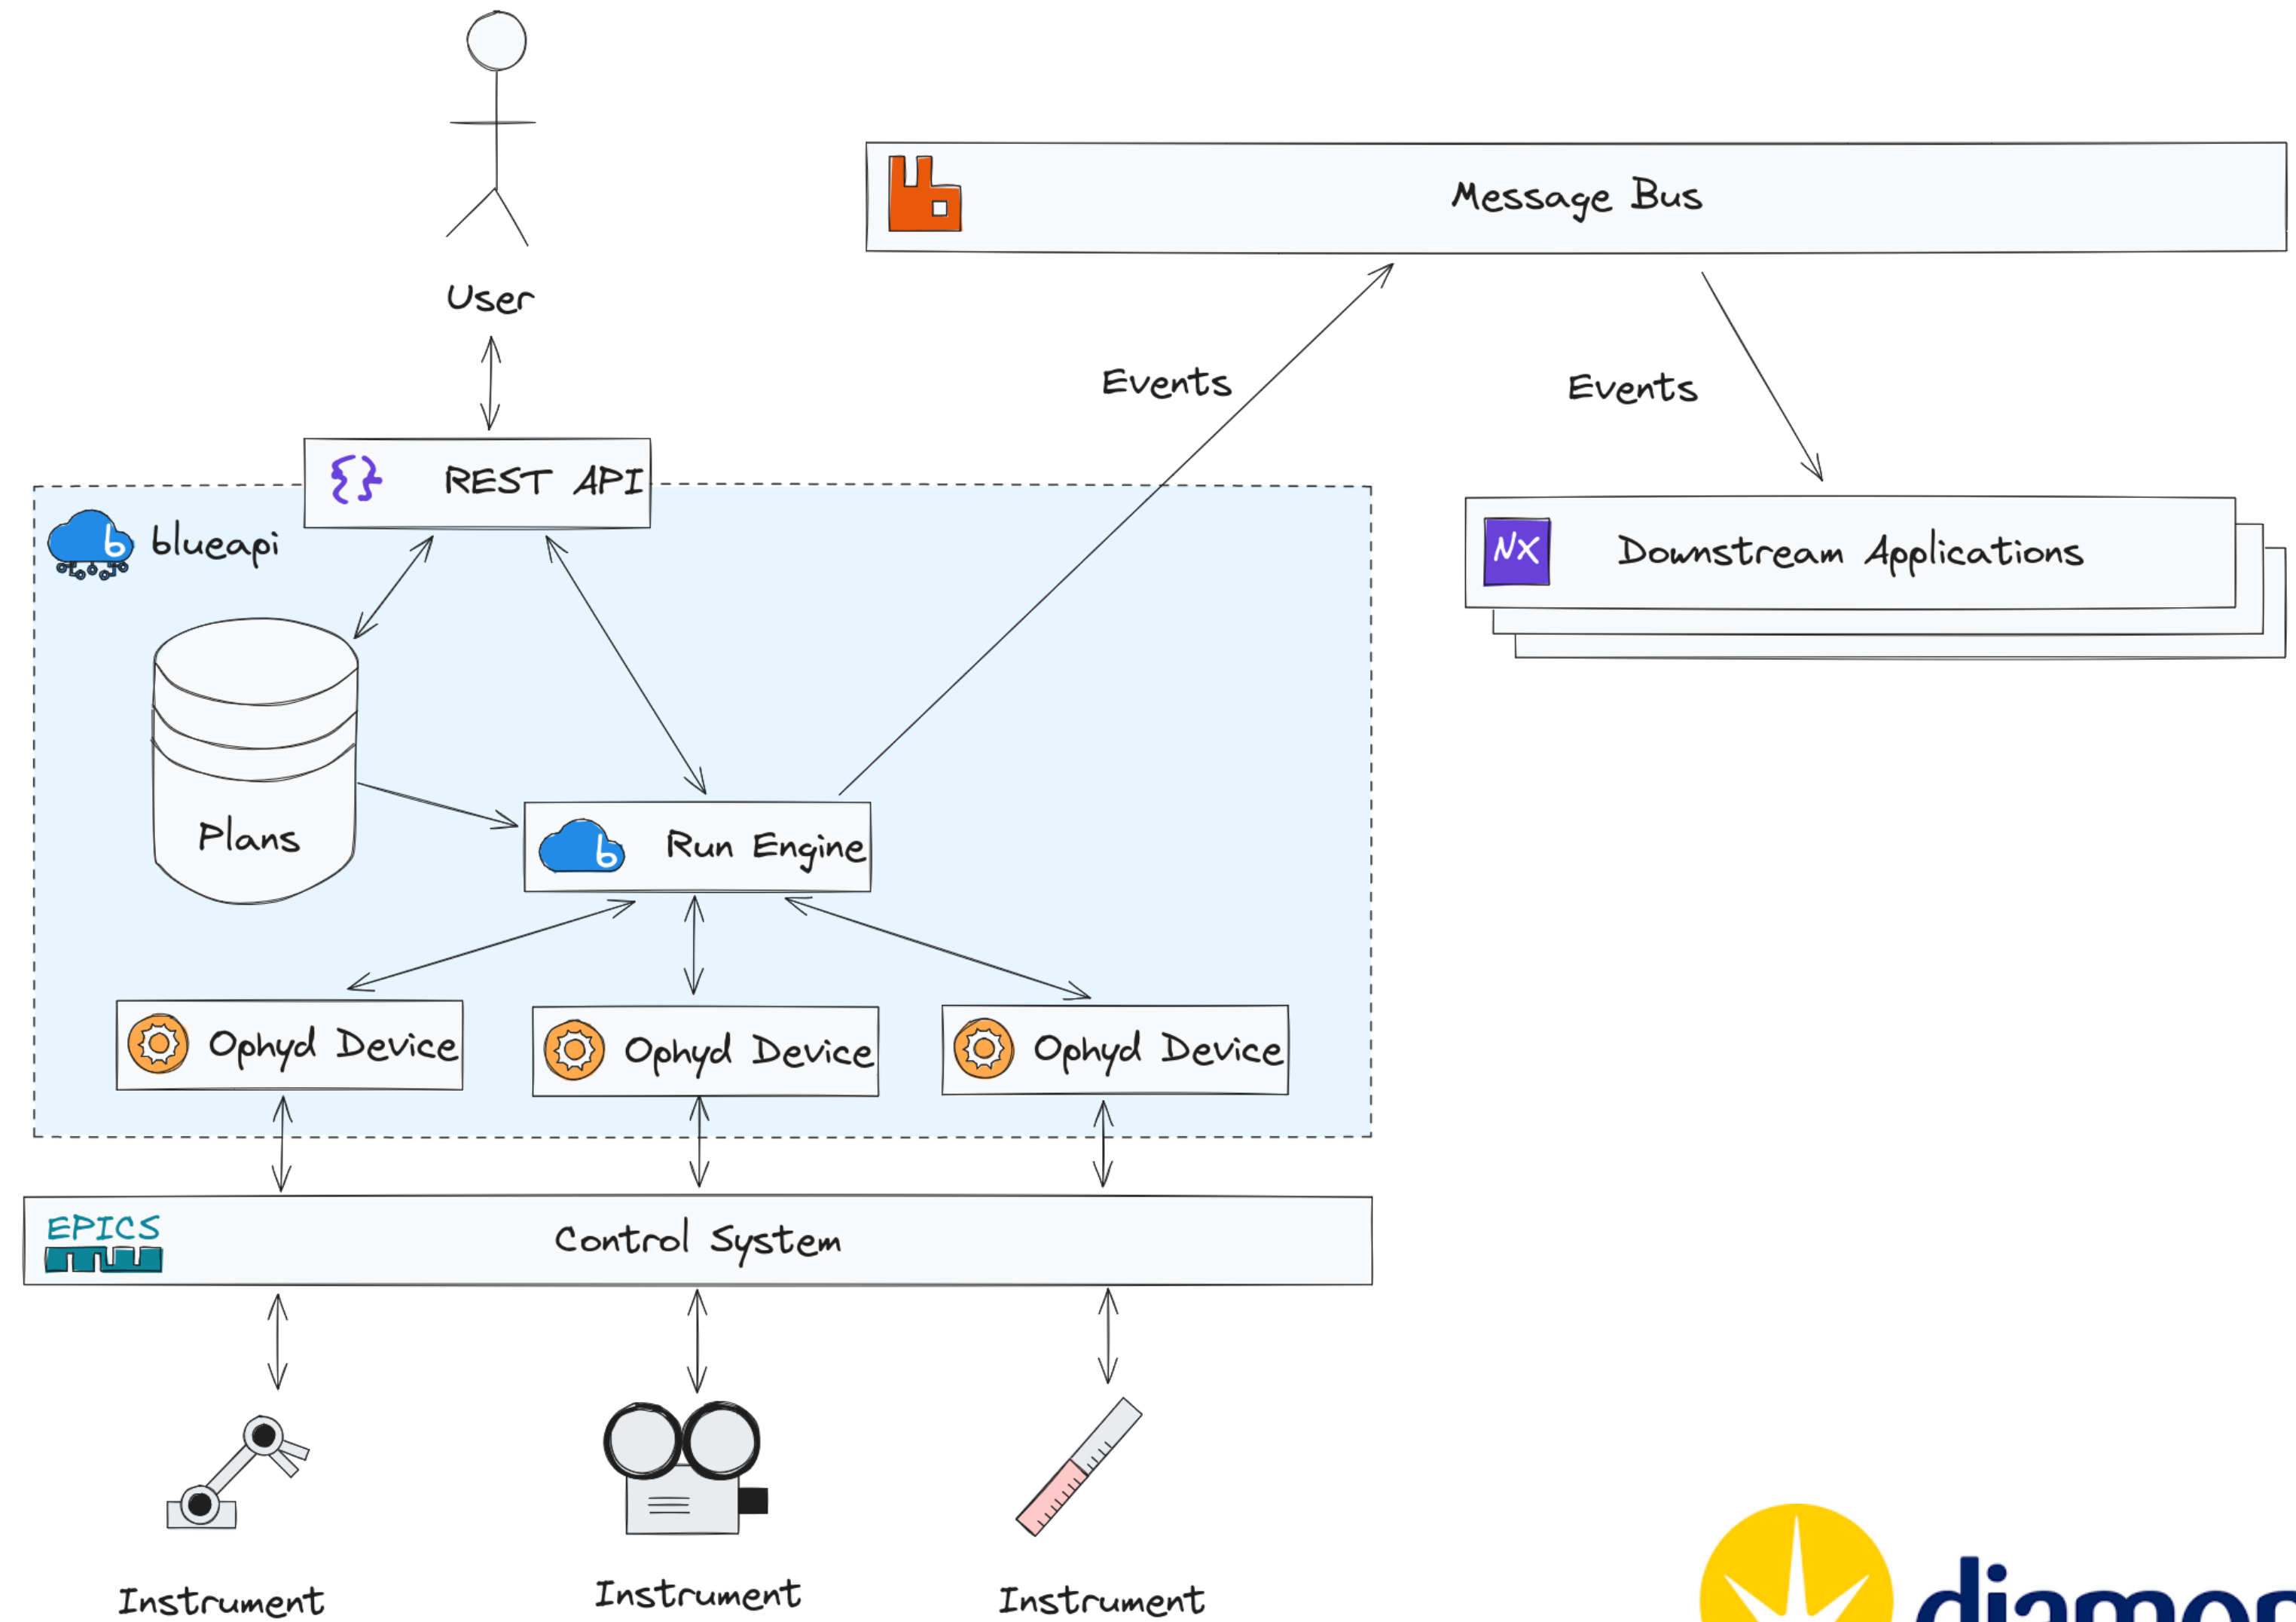 Message Bus
User
Events
Events
REST API
blueapi
b
NX
Downstream Applications
Plans
b
Run Engine
Ophyd Device
Ophyd Device
Ophyd Device
EPICS
Control System
Instrument
Instrument
Instrument